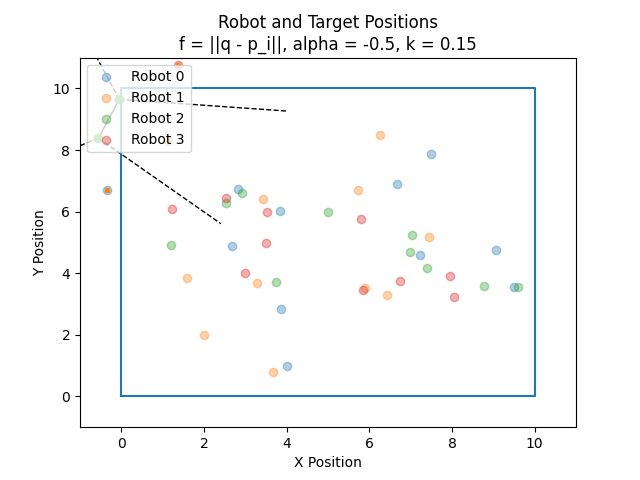 Robot and Target Positions
f = ||q - p_i||, alpha = -0.5, k = 0.15
Robot 0
Robot 1
Robot 2
Robot 3
10
8
6
4
2
0
Y Position
0
2
4
6
8
10
X Position